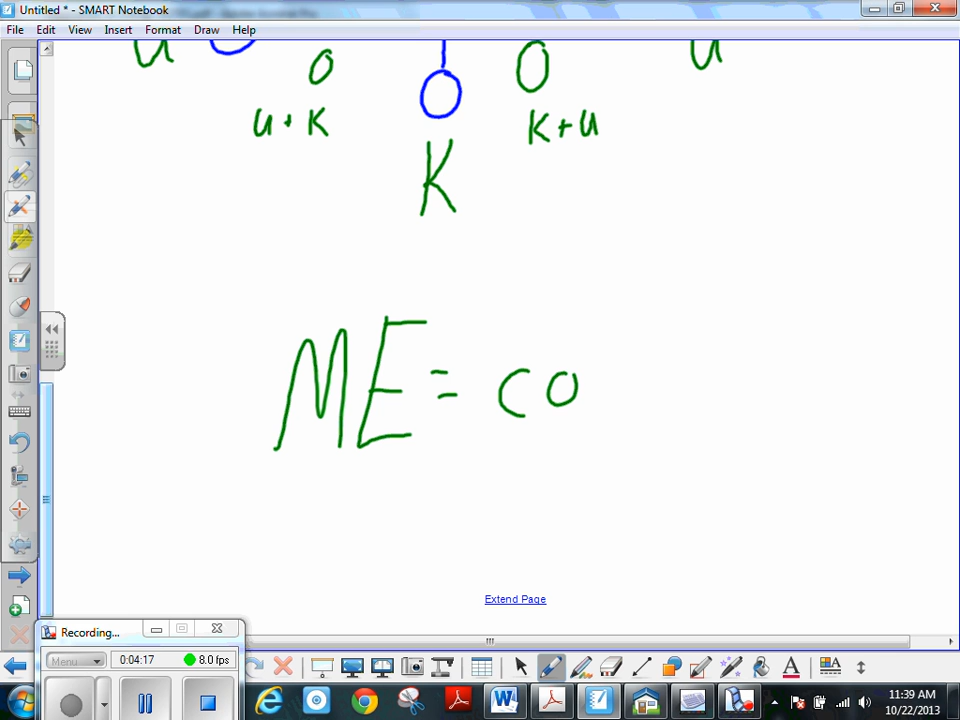 Untitled * - SMART Notebook
File Edit View Insert Format Draw Help
u u
u + K K + u
K
ME = co
Extend Page
Recording...
Menu 0:04:17 8.0 fps
11:39 AM
10/22/2013